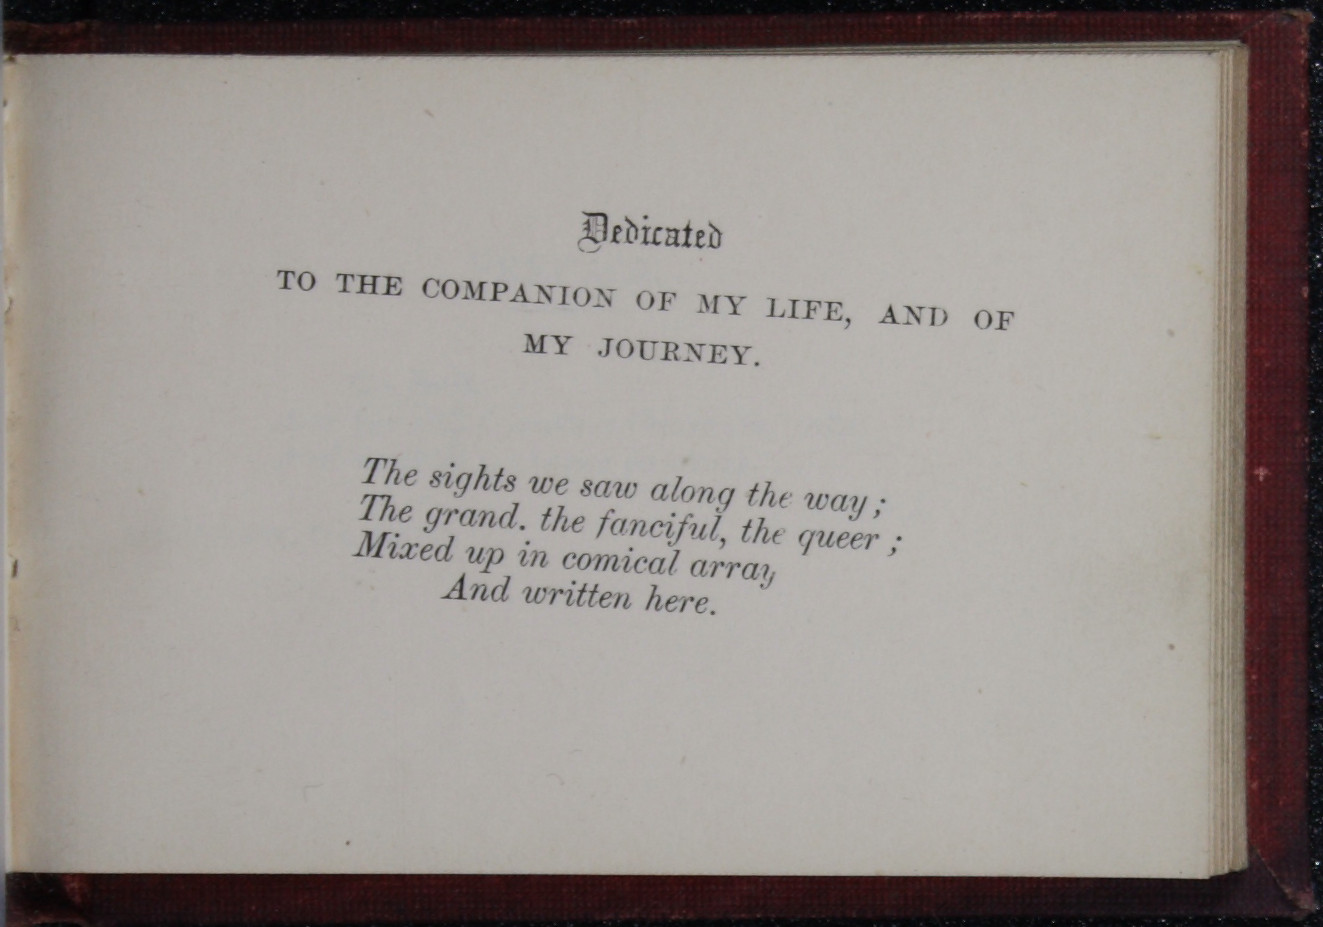 Dedicated
TO THE COMPANION OF MY LIFE, AND OF
MY JOURNEY.
The sights we saw along the way ;
The grand. the fanciful, the queer ;
Mixed up in comical array
And written here.